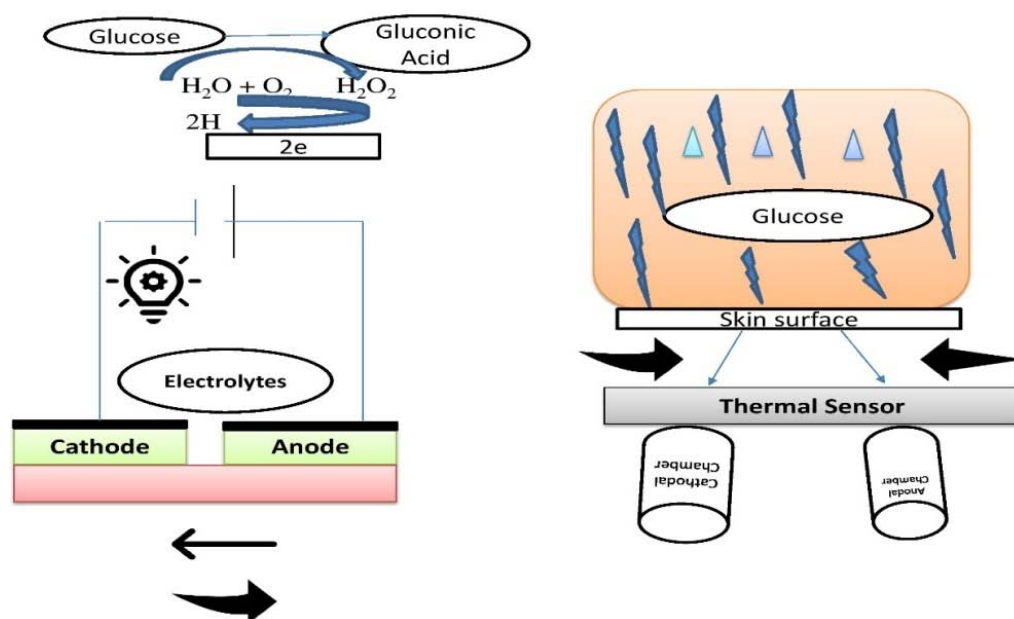 Glucose
Gluconic
Acid
H₂O + O₂
H₂O₂
2H
2e
Electrolytes
Cathode
Anode
Glucose
Skin surface
Thermal Sensor
Cathodal
Chamber
Anodal
Chamber